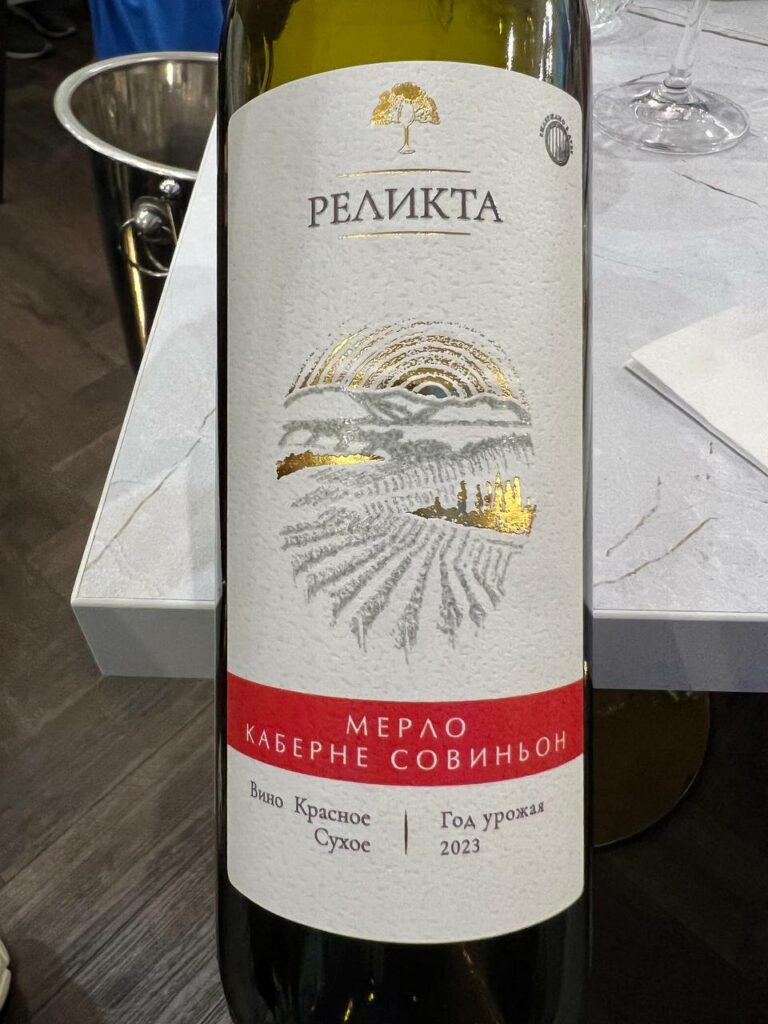 РЕЛИКТА
МЕРЛО
КАБЕРНЕ СОВИНЬОН
Вино Красное
Сухое
Год урожая
2023